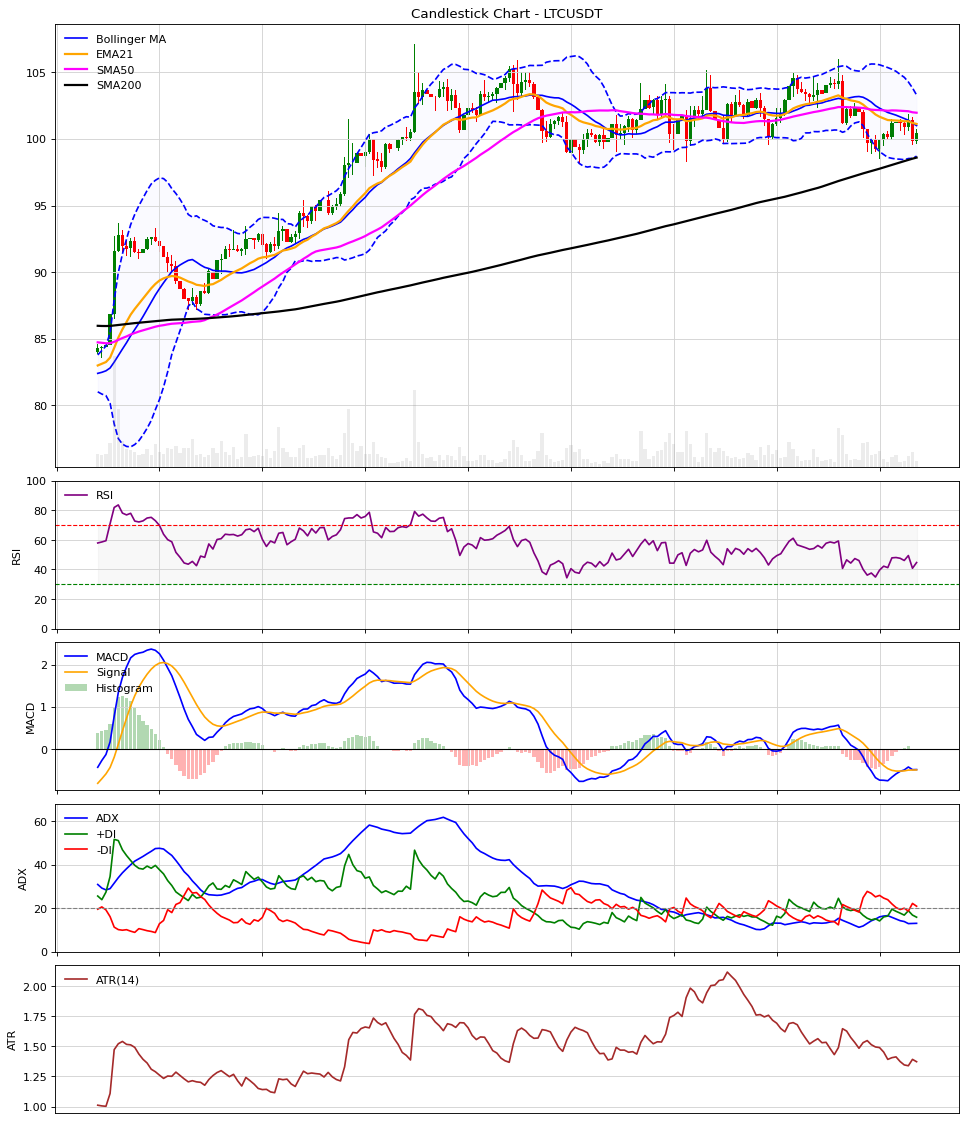 Candlestick Chart - LTCUSDT
Bollinger MA
EMA21
SMA50
SMA200
105
100
95
90
85
80
RSI
RSI
100
80
60
40
20
0
MACD
Signal
Histogram
MACD
2
1
0
ADX
+DI
-DI
ADX
60
40
20
0
ATR(14)
ATR
2.00
1.75
1.50
1.25
1.00